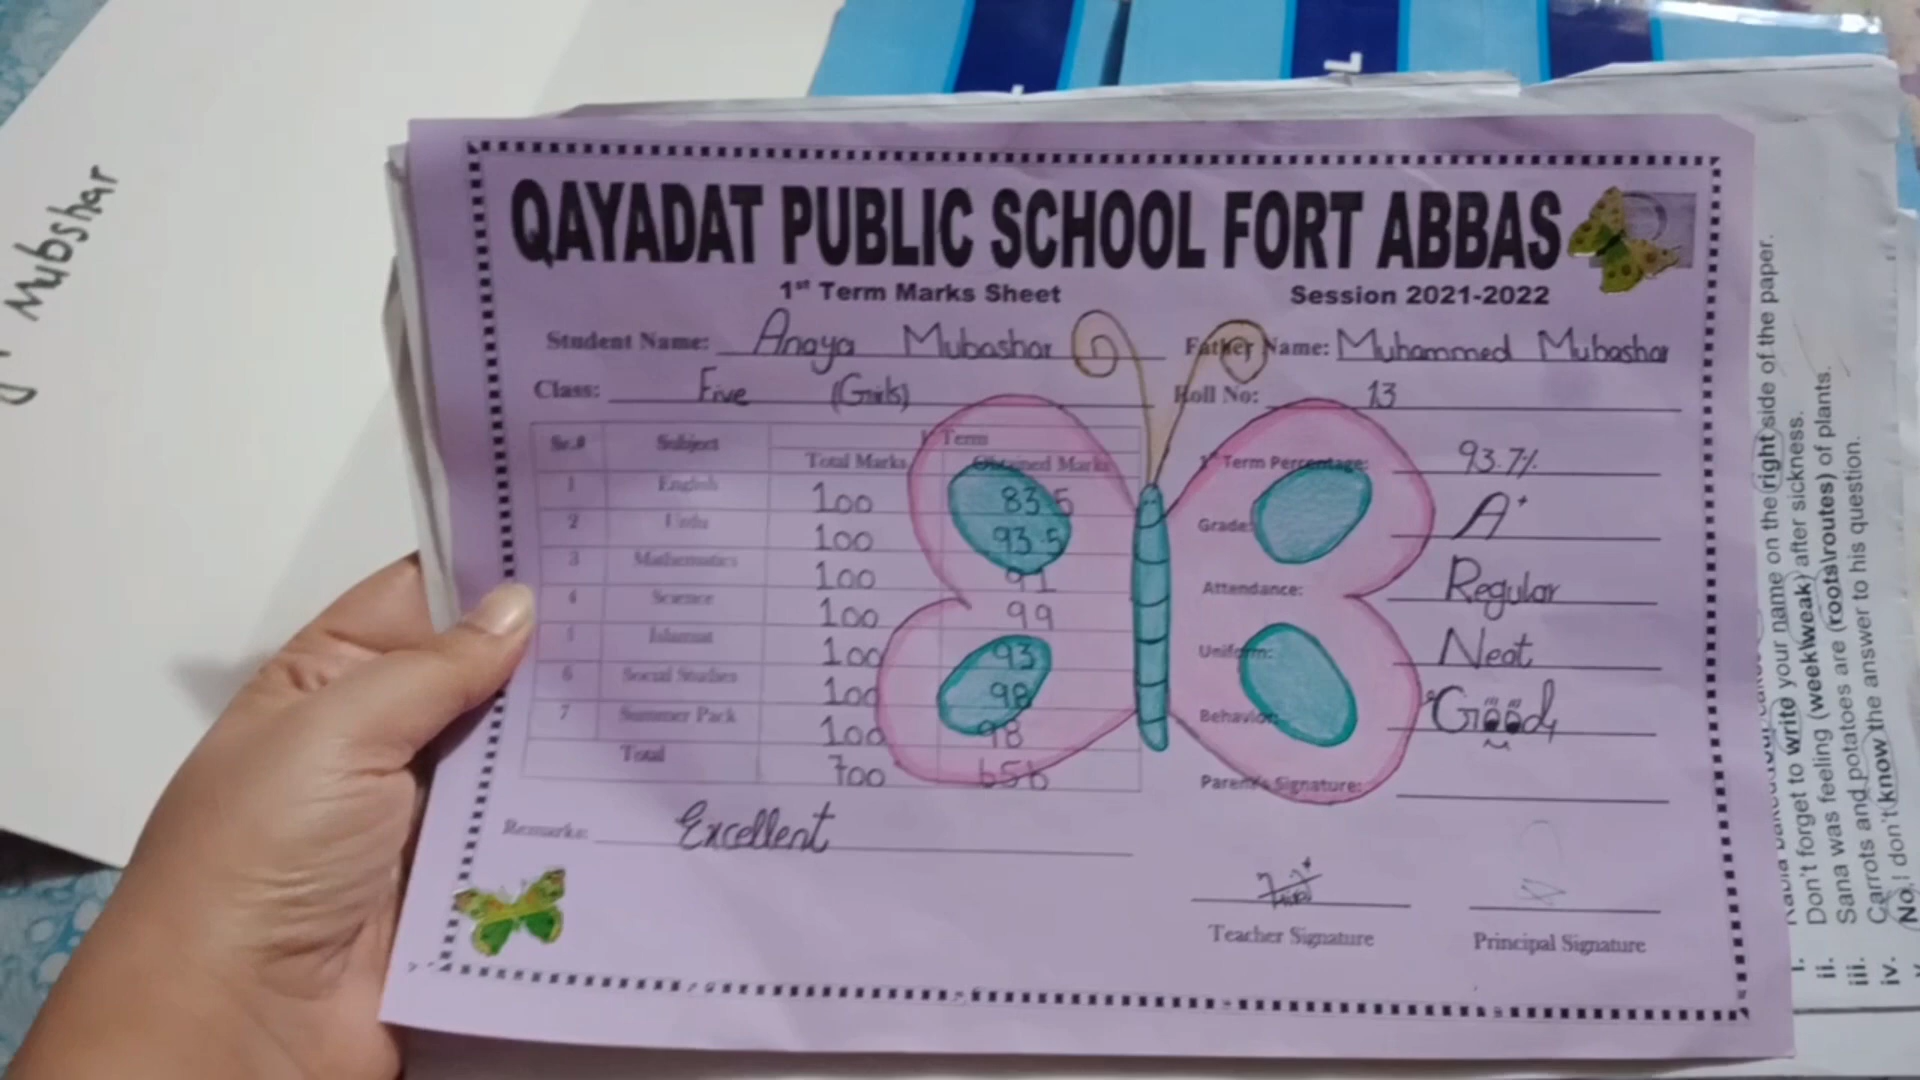 Mubshar
QAYADAT PUBLIC SCHOOL FORT ABBAS
1st Term Marks Sheet Session 2021-2022
Student Name: Anaya Mubashar Father Name: Muhammed Mubashar
Class: Five (Girls) Roll No: 13
Sr.# Subject 1st Term
Total Marks Obtained Marks
1 English 100 83.5
2 Urdu 100 93.5
3 Mathematics 100 91
4 Science 100 99
5 Islamiat 100 93
6 Social Studies 100 98
7 Summer Pack 100 98
Total 700 656
1st Term Percentage: 93.7%
Grade: A+
Attendance: Regular
Uniform: Neat
Behavior: Good
Parent's Signature:
Remarks: Excellent
Teacher Signature Principal Signature
i. Don't forget to write your name on the right side of the paper.
ii. Sana was feeling (week\weak) after sickness.
iii. Carrots and potatoes are (roots\routes) of plants.
iv. No, I don't know the answer to his question.